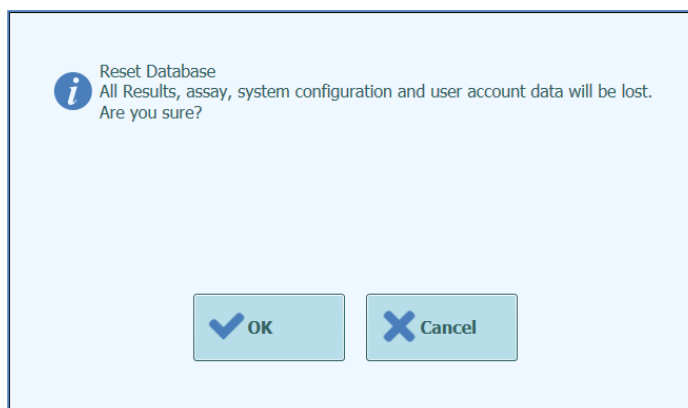 Reset Database
All Results, assay, system configuration and user account data will be lost.
Are you sure?
OK
Cancel